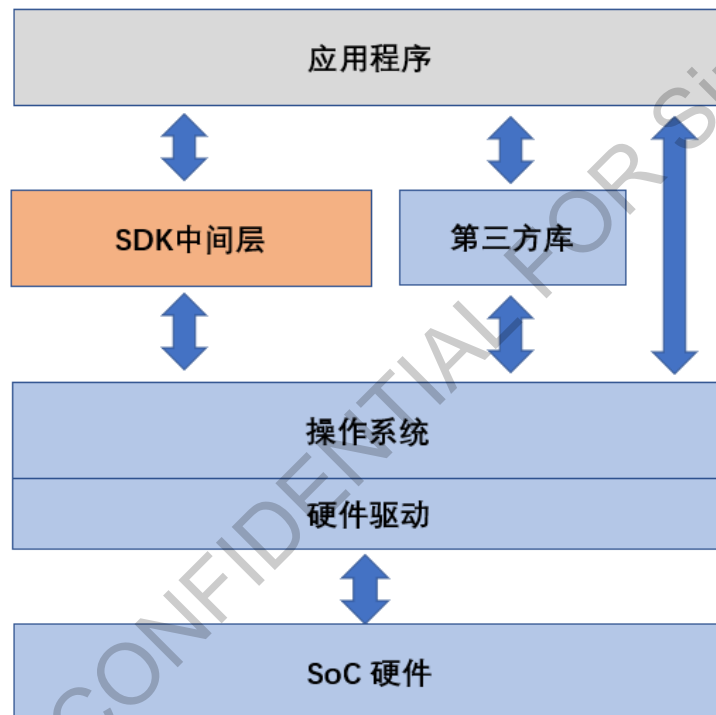 应用程序
SDK中间层
第三方库
操作系统
硬件驱动
SoC 硬件
CONFIDENTIAL FOR